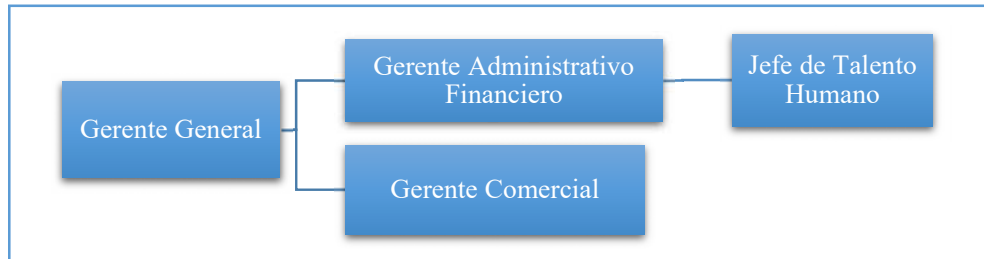 Gerente General
Gerente Administrativo
Financiero
Jefe de Talento
Humano
Gerente Comercial